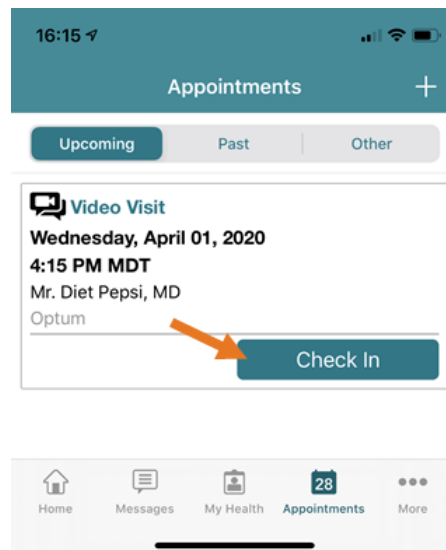 16:15
Appointments +
Upcoming Past Other
Video Visit
Wednesday, April 01, 2020
4:15 PM MDT
Mr. Diet Pepsi, MD
Optum
Check In
28
Home Messages My Health Appointments More